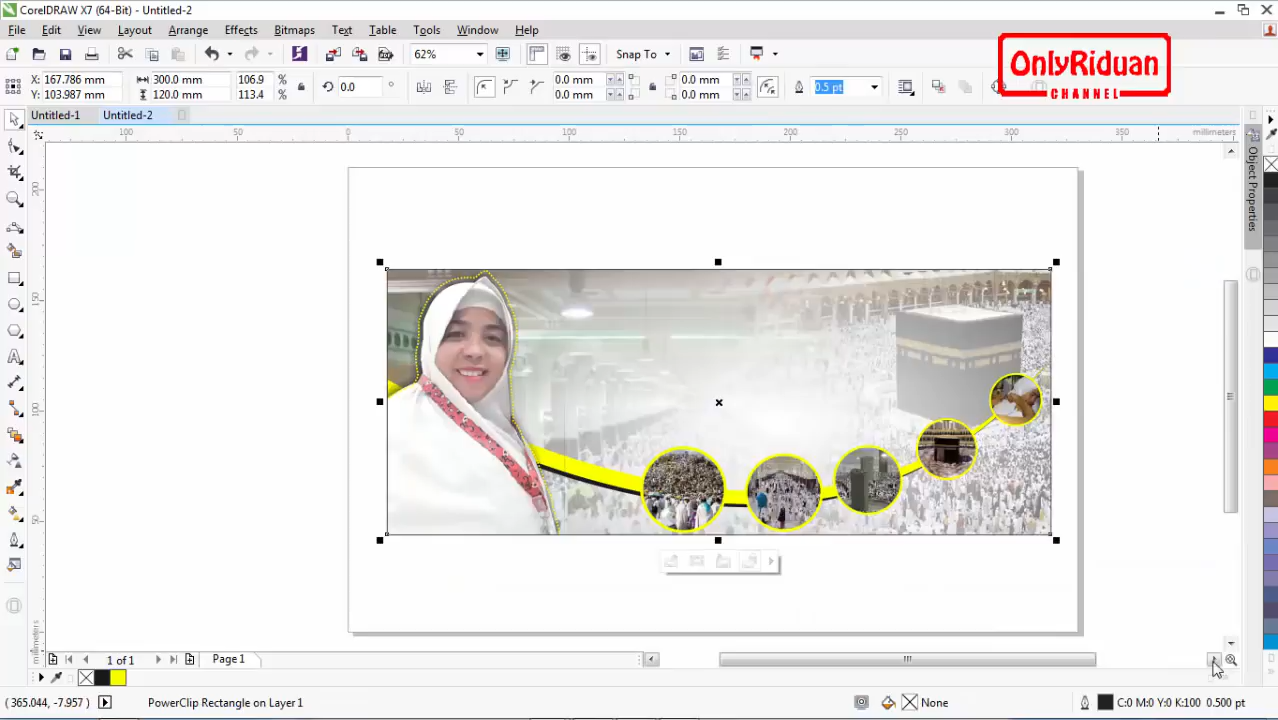 CorelDRAW X7 (64-Bit) - Untitled-2
File Edit View Layout Arrange Effects Bitmaps Text Table Tools Window Help
62% Snap To
OnlyRiduan
CHANNEL
X: 167.786 mm 300.0 mm 106.9 % 0.0 0.0 mm 0.0 mm 0.5 pt
Y: 103.987 mm 120.0 mm 113.4 % 0.0 mm 0.0 mm
Untitled-1 Untitled-2
100 50 0 50 100 150 200 250 300 350 millimeters
200
150
100
50
millimeters
Object Properties
1 of 1 Page 1
(365.044, -7.957) PowerClip Rectangle on Layer 1 None C:0 M:0 Y:0 K:100 0.500 pt